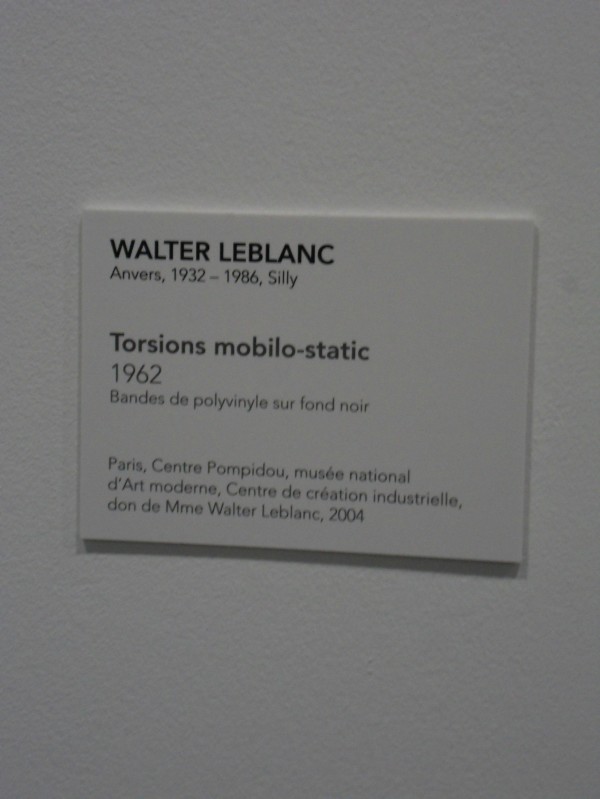 WALTER LEBLANC
Anvers, 1932 – 1986, Silly
Torsions mobilo-static
1962
Bandes de polyvinyle sur fond noir
Paris, Centre Pompidou, musée national
d'Art moderne, Centre de création industrielle,
don de Mme Walter Leblanc, 2004